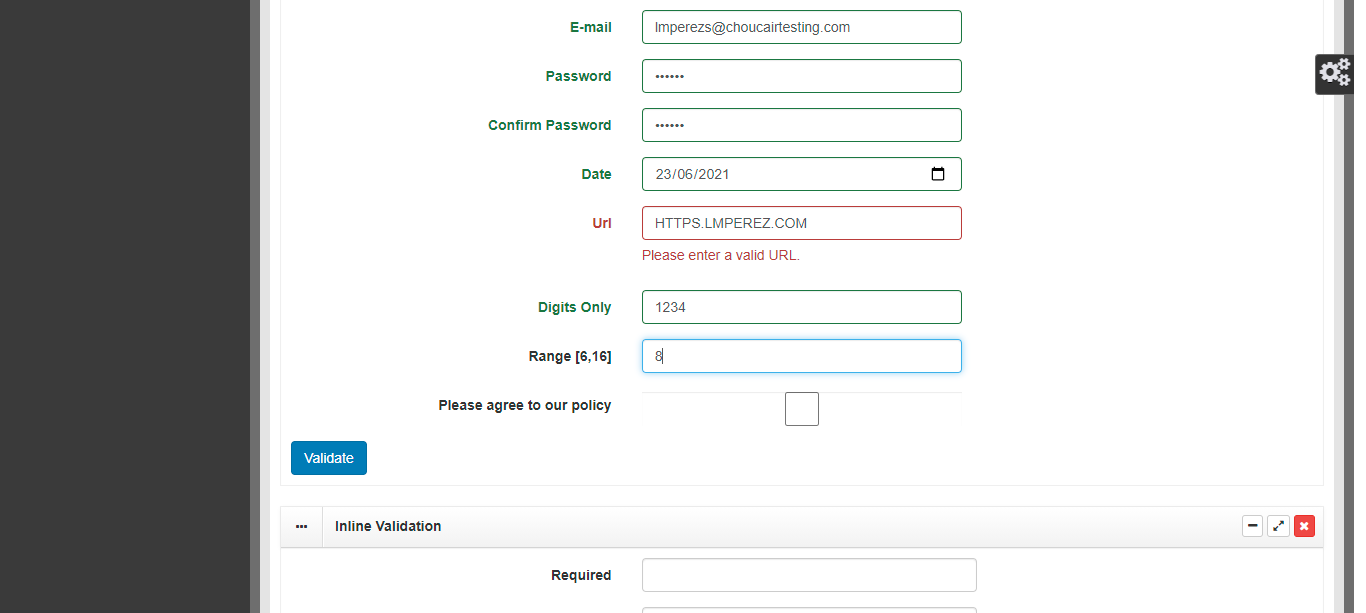 E-mail lmperezs@choucairtesting.com
Password ••••••
Confirm Password ••••••
Date 23/06/2021
Url HTTPS.LMPEREZ.COM
Please enter a valid URL.
Digits Only 1234
Range [6,16] 8
Please agree to our policy
Validate
Inline Validation
Required